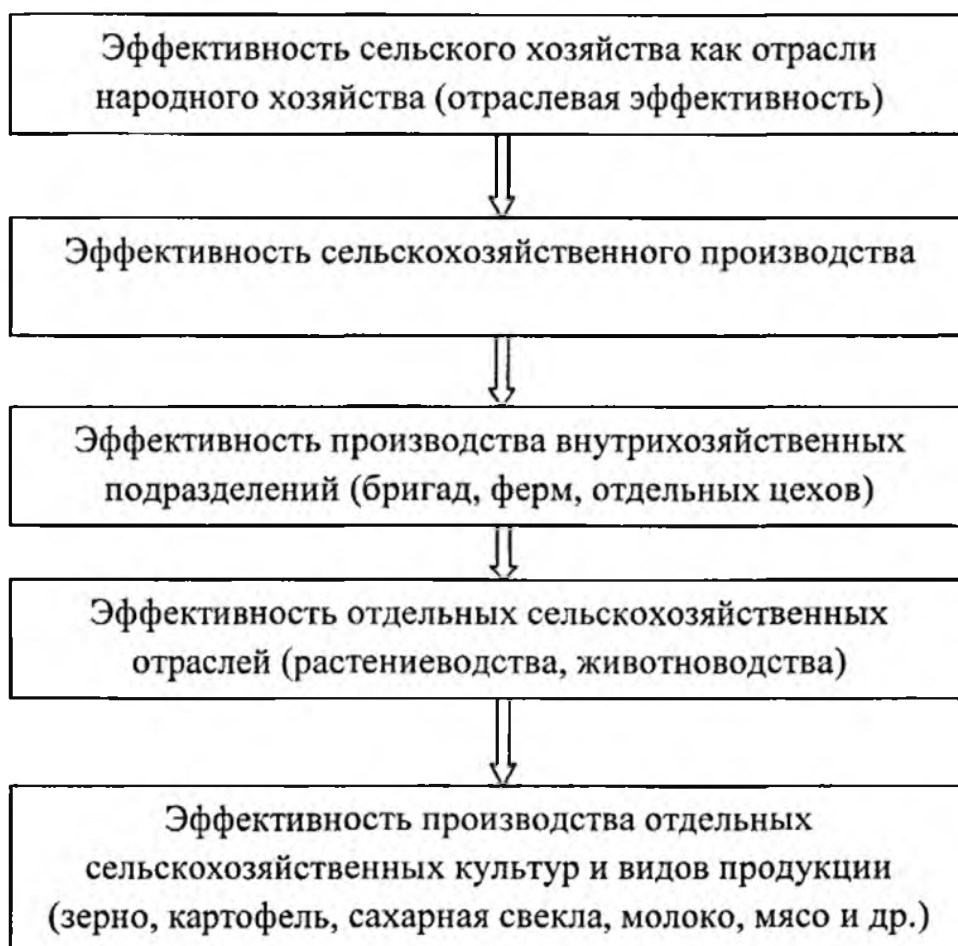 Эффективность сельского хозяйства как отрасли
народного хозяйства (отраслевая эффективность)
Эффективность сельскохозяйственного производства
Эффективность производства внутрихозяйственных
подразделений (бригад, ферм, отдельных цехов)
Эффективность отдельных сельскохозяйственных
отраслей (растениеводства, животноводства)
Эффективность производства отдельных
сельскохозяйственных культур и видов продукции
(зерно, картофель, сахарная свекла, молоко, мясо и др.)